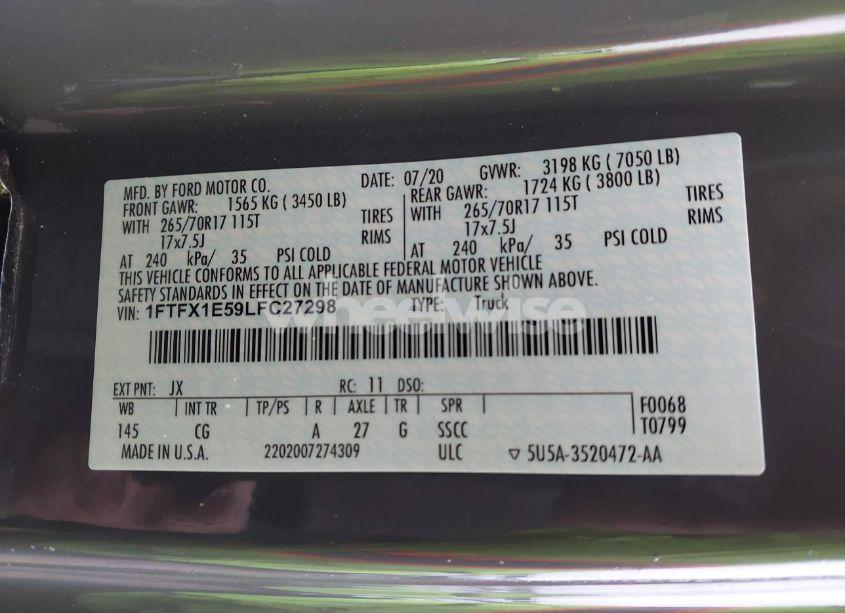 MFD. BY FORD MOTOR CO. DATE: 07/20 GVWR: 3198 KG ( 7050 LB)
FRONT GAWR: 1565 KG ( 3450 LB) REAR GAWR: 1724 KG ( 3800 LB)
WITH 265/70R17 115T TIRES WITH 265/70R17 115T TIRES
17x7.5J RIMS 17x7.5J RIMS
AT 240 kPa/ 35 PSI COLD AT 240 kPa/ 35 PSI COLD
THIS VEHICLE CONFORMS TO ALL APPLICABLE FEDERAL MOTOR VEHICLE
SAFETY STANDARDS IN EFFECT ON THE DATE OF MANUFACTURE SHOWN ABOVE.
VIN: 1FTFX1E59LFC27298 TYPE: Truck
wheelwise
EXT PNT: JX RC: 11 DSO:
WB INT TR TP/PS R AXLE TR SPR F0068
145 CG A 27 G SSCC T0799
MADE IN U.S.A. 2202007274309 ULC ▽ 5U5A-3520472-AA